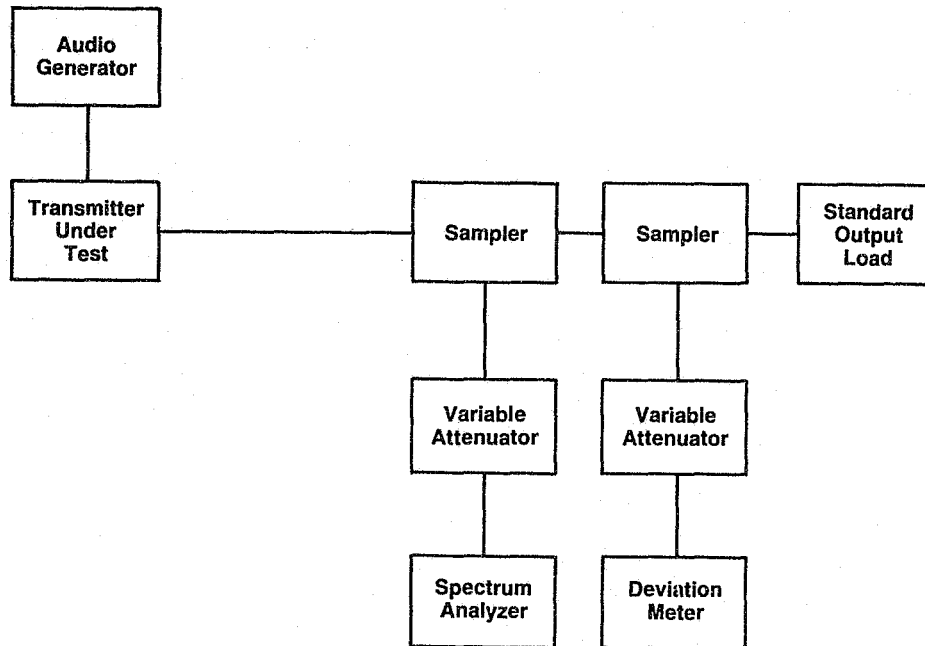 Audio
Generator
Transmitter
Under
Test
Sampler
Sampler
Standard
Output
Load
Variable
Attenuator
Variable
Attenuator
Spectrum
Analyzer
Deviation
Meter